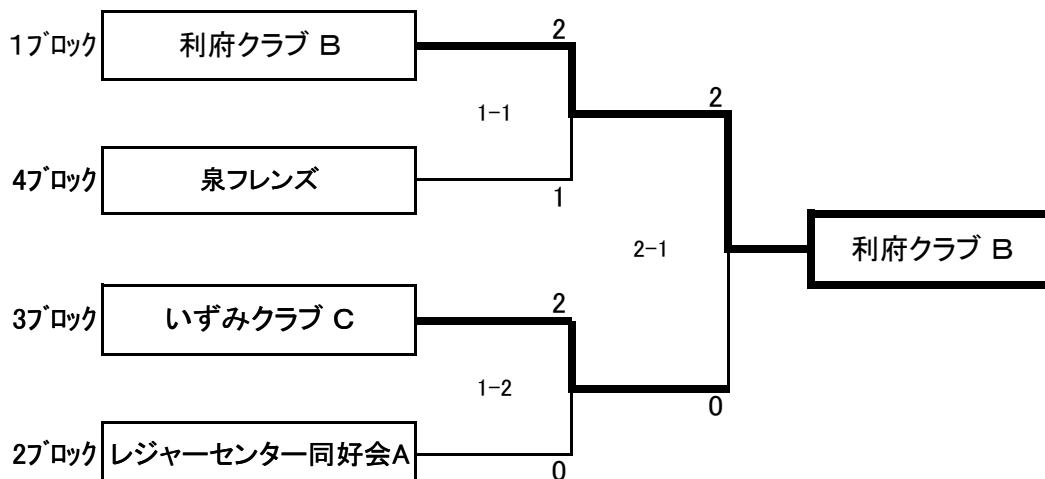 1ブロック 利府クラブ B 2
1-1 2
4ブロック 泉フレンズ 1
2-1 利府クラブ B
3ブロック いずみクラブ C 2
1-2 0
2ブロック レジャーセンター同好会A 0